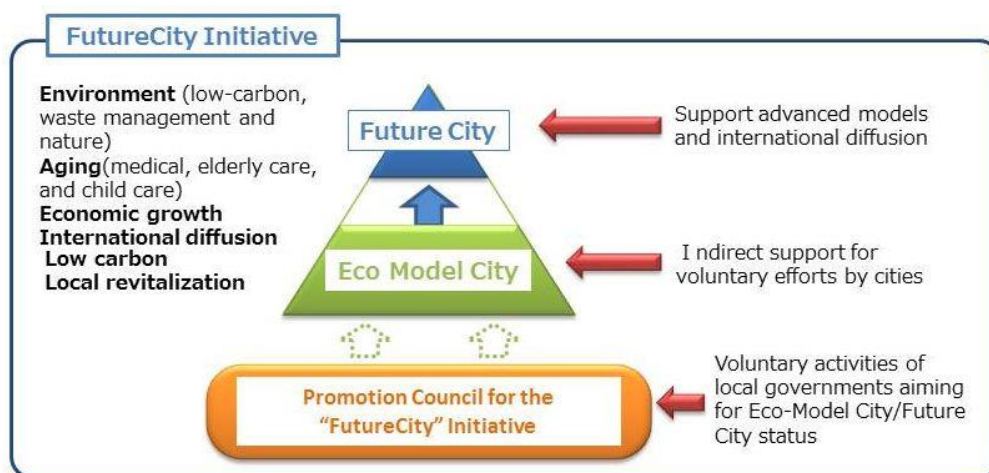 FutureCity Initiative
Environment (low-carbon,
waste management and
nature)
Aging(medical, elderly care,
and child care)
Economic growth
International diffusion
Low carbon
Local revitalization
Future City
Support advanced models
and international diffusion
Eco Model City
I ndirect support for
voluntary efforts by cities
Promotion Council for the
“FutureCity” Initiative
Voluntary activities of
local governments aiming
for Eco-Model City/Future
City status